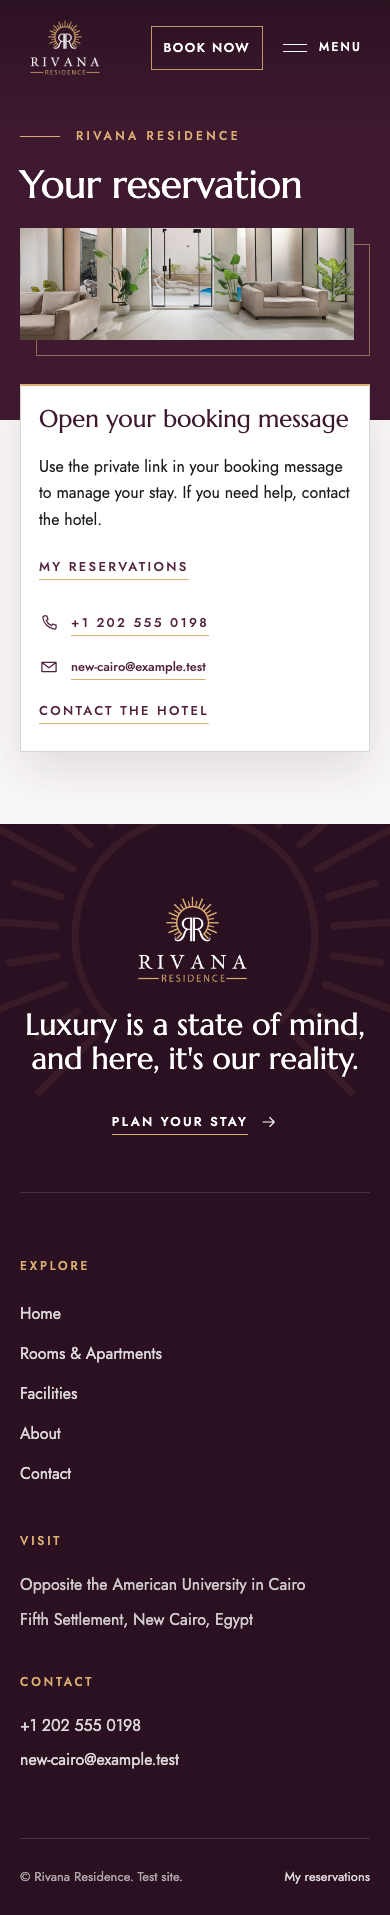 RIVANA
RESIDENCE
BOOK NOW
MENU
RIVANA RESIDENCE
Your reservation
Open your booking message
Use the private link in your booking message
to manage your stay. If you need help, contact
the hotel.
MY RESERVATIONS
+1 202 555 0198
new-cairo@example.test
CONTACT THE HOTEL
RIVANA
RESIDENCE
Luxury is a state of mind,
and here, it's our reality.
PLAN YOUR STAY
EXPLORE
Home
Rooms & Apartments
Facilities
About
Contact
VISIT
Opposite the American University in Cairo
Fifth Settlement, New Cairo, Egypt
CONTACT
+1 202 555 0198
new-cairo@example.test
© Rivana Residence. Test site.
My reservations